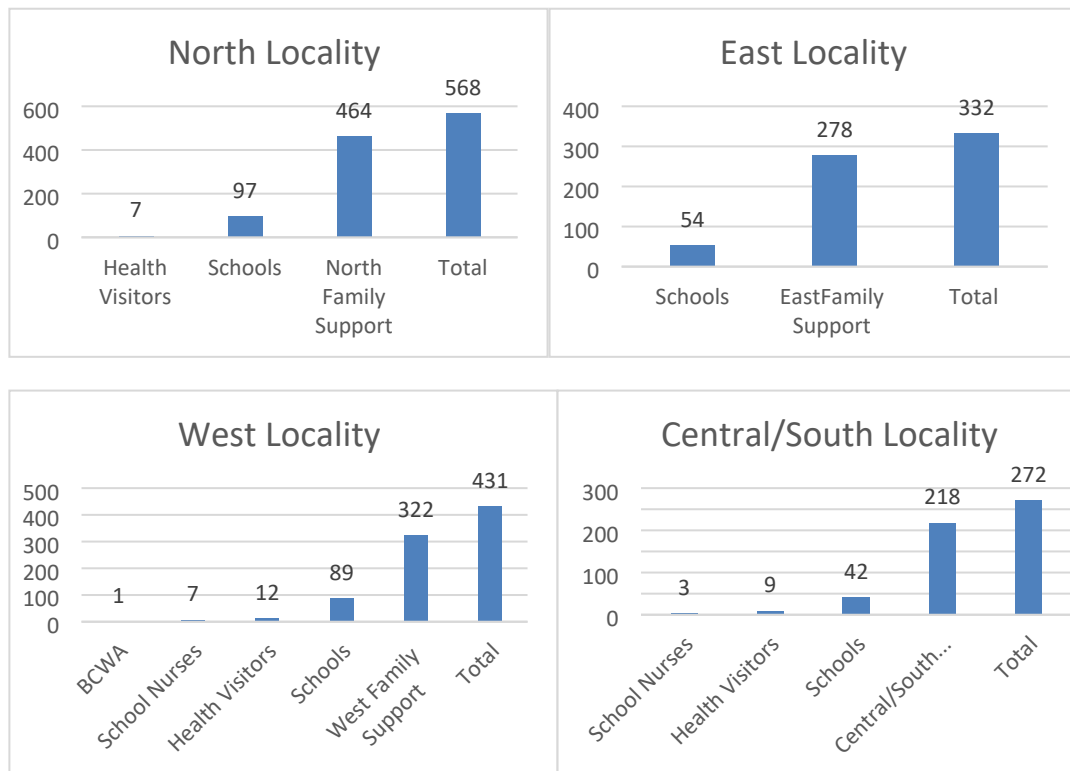 North Locality
600
400
200
0
7
97
464
568
Health Visitors
Schools
North Family Support
Total
East Locality
400
300
200
100
0
54
278
332
Schools
EastFamily Support
Total
West Locality
500
400
300
200
100
0
1
7
12
89
322
431
BCWA
School Nurses
Health Visitors
Schools
West Family Support
Total
Central/South Locality
300
200
100
0
3
9
42
218
272
School Nurses
Health Visitors
Schools
Central/South...
Total